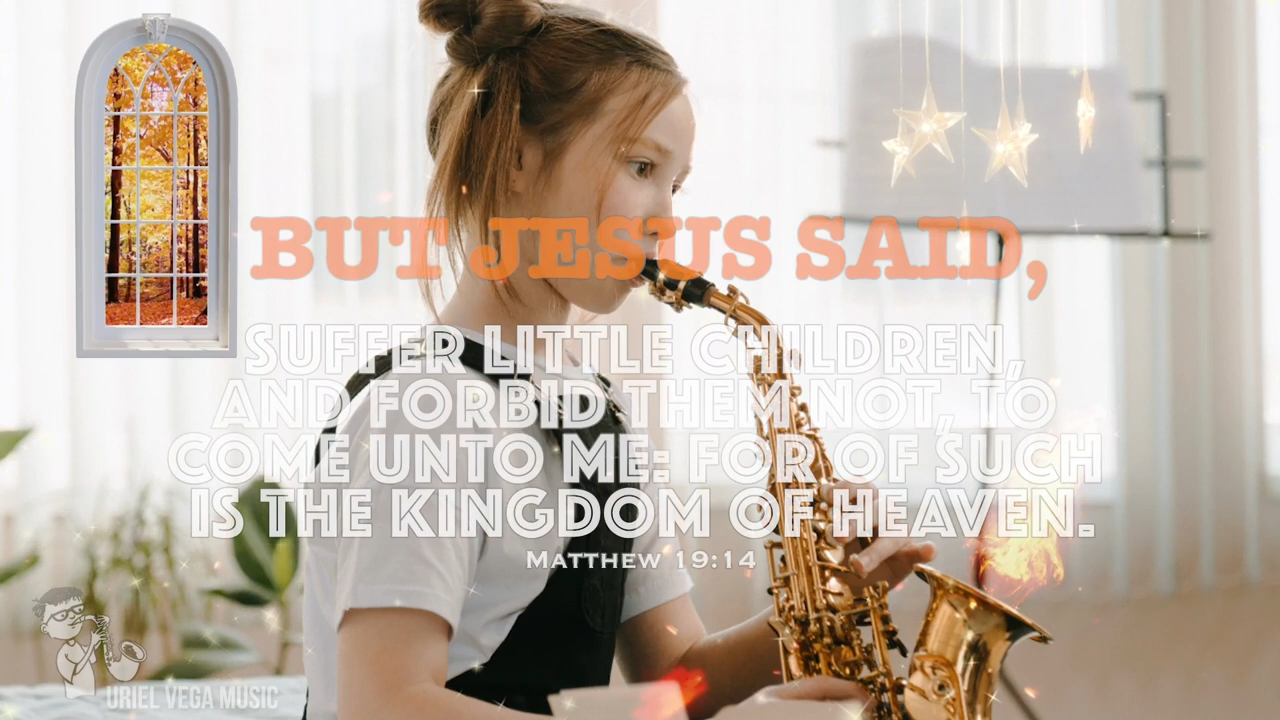 BUT JESUS SAID,
SUFFER LITTLE CHILDREN,
AND FORBID THEM NOT, TO
COME UNTO ME: FOR OF SUCH
IS THE KINGDOM OF HEAVEN.
MATTHEW 19:14
URIEL VEGA MUSIC